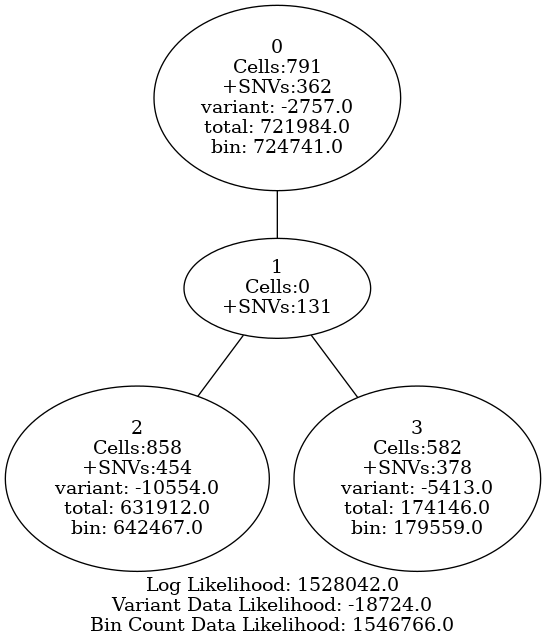 0
Cells:791
+SNVs:362
variant: -2757.0
total: 721984.0
bin: 724741.0
1
Cells:0
+SNVs:131
2
Cells:858
+SNVs:454
variant: -10554.0
total: 631912.0
bin: 642467.0
3
Cells:582
+SNVs:378
variant: -5413.0
total: 174146.0
bin: 179559.0
Log Likelihood: 1528042.0
Variant Data Likelihood: -18724.0
Bin Count Data Likelihood: 1546766.0